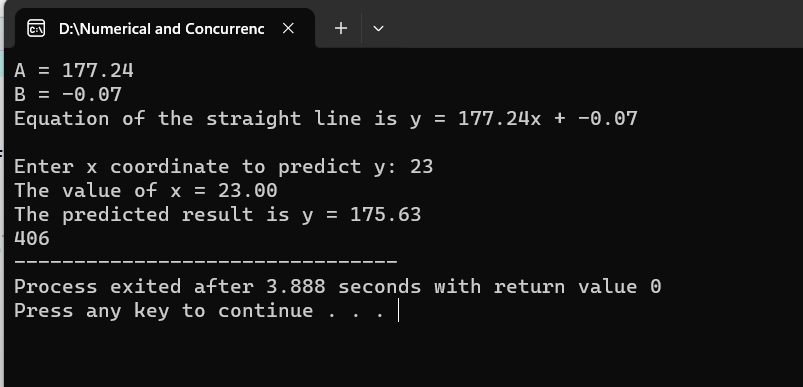 D:\Numerical and Concurrenc
A = 177.24
B = -0.07
Equation of the straight line is y = 177.24x + -0.07
Enter x coordinate to predict y: 23
The value of x = 23.00
The predicted result is y = 175.63
406
--------------------------------
Process exited after 3.888 seconds with return value 0
Press any key to continue . . .